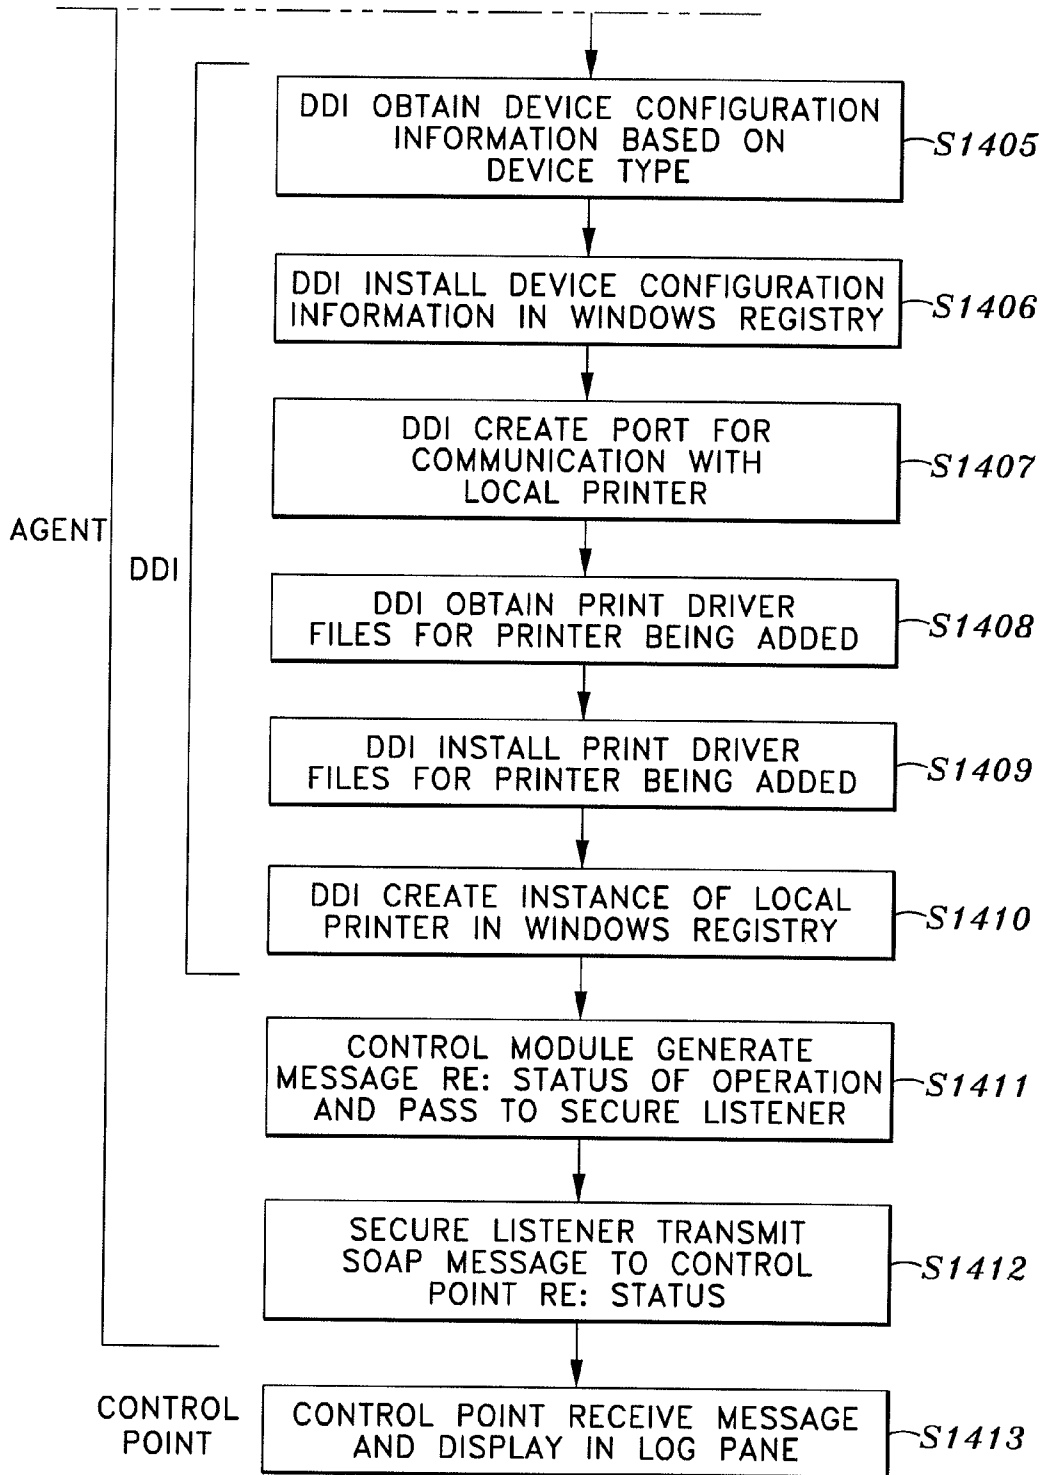 DDI OBTAIN DEVICE CONFIGURATION
INFORMATION BASED ON
DEVICE TYPE
S1405
DDI INSTALL DEVICE CONFIGURATION
INFORMATION IN WINDOWS REGISTRY
S1406
DDI CREATE PORT FOR
COMMUNICATION WITH
LOCAL PRINTER
S1407
AGENT
DDI
DDI OBTAIN PRINT DRIVER
FILES FOR PRINTER BEING ADDED
S1408
DDI INSTALL PRINT DRIVER
FILES FOR PRINTER BEING ADDED
S1409
DDI CREATE INSTANCE OF LOCAL
PRINTER IN WINDOWS REGISTRY
S1410
CONTROL MODULE GENERATE
MESSAGE RE: STATUS OF OPERATION
AND PASS TO SECURE LISTENER
S1411
SECURE LISTENER TRANSMIT
SOAP MESSAGE TO CONTROL
POINT RE: STATUS
S1412
CONTROL
POINT
CONTROL POINT RECEIVE MESSAGE
AND DISPLAY IN LOG PANE
S1413